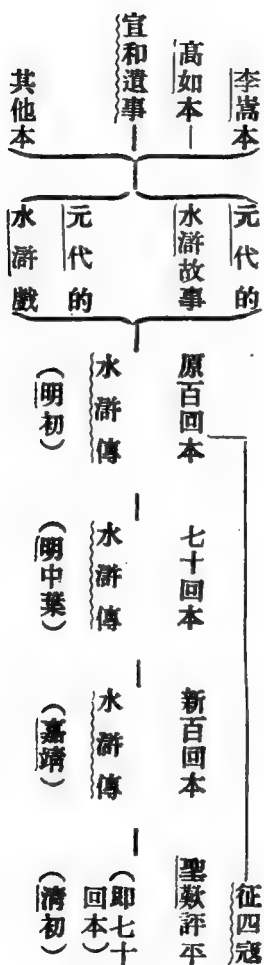 李嵩本
高如本
宣和遺事
其他本
元代的
水滸故事
元代的
水滸戲
原百回本
水滸傳
(明初)
七十回本
水滸傳
(明中葉)
新百回本
水滸傳
(嘉靖)
征四寇
聖歎評平
(即七十
回本)
(清初)